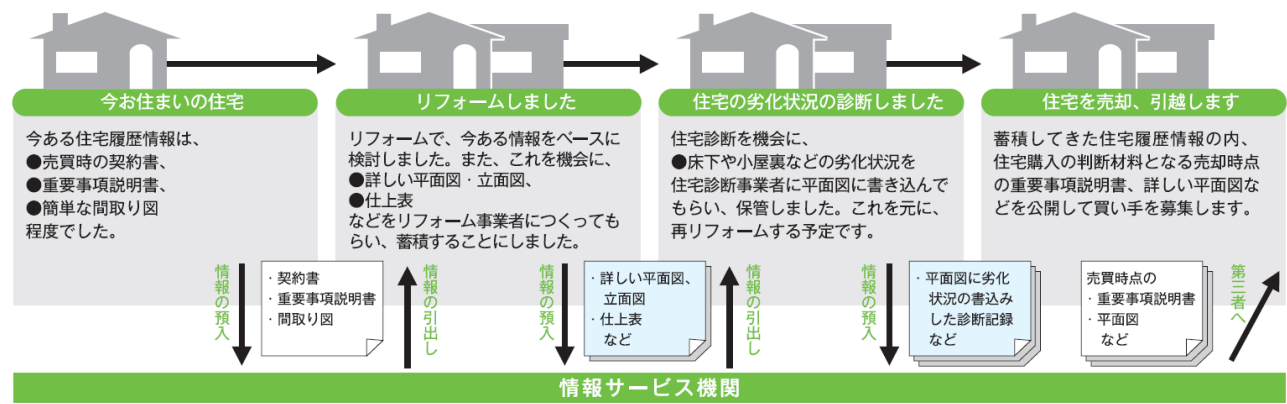 今お住まいの住宅
今ある住宅履歴情報は、
●売買時の契約書、
●重要事項説明書、
●簡単な間取り図
程度でした。
リフォームしました
リフォームで、今ある情報をベースに
検討しました。また、これを機会に、
●詳しい平面図・立面図、
●仕上表
などをリフォーム事業者につくっても
らい、蓄積することにしました。
住宅の劣化状況の診断しました
住宅診断を機会に、
●床下や小屋裏などの劣化状況を
住宅診断事業者に平面図に書き込んで
もらい、保管しました。これを元に、
再リフォームする予定です。
住宅を売却、引越します
蓄積してきた住宅履歴情報の内、
住宅購入の判断材料となる売却時点
の重要事項説明書、詳しい平面図な
どを公開して買い手を募集します。
情報の預入
・契約書
・重要事項説明書
・間取り図
情報の引出し
情報の預入
・詳しい平面図、
立面図
・仕上表
など
情報の引出し
情報の預入
・平面図に劣化
状況の書込み
した診断記録
など
売買時点の
・重要事項説明書
・平面図
など
第三者へ
情報サービス機関